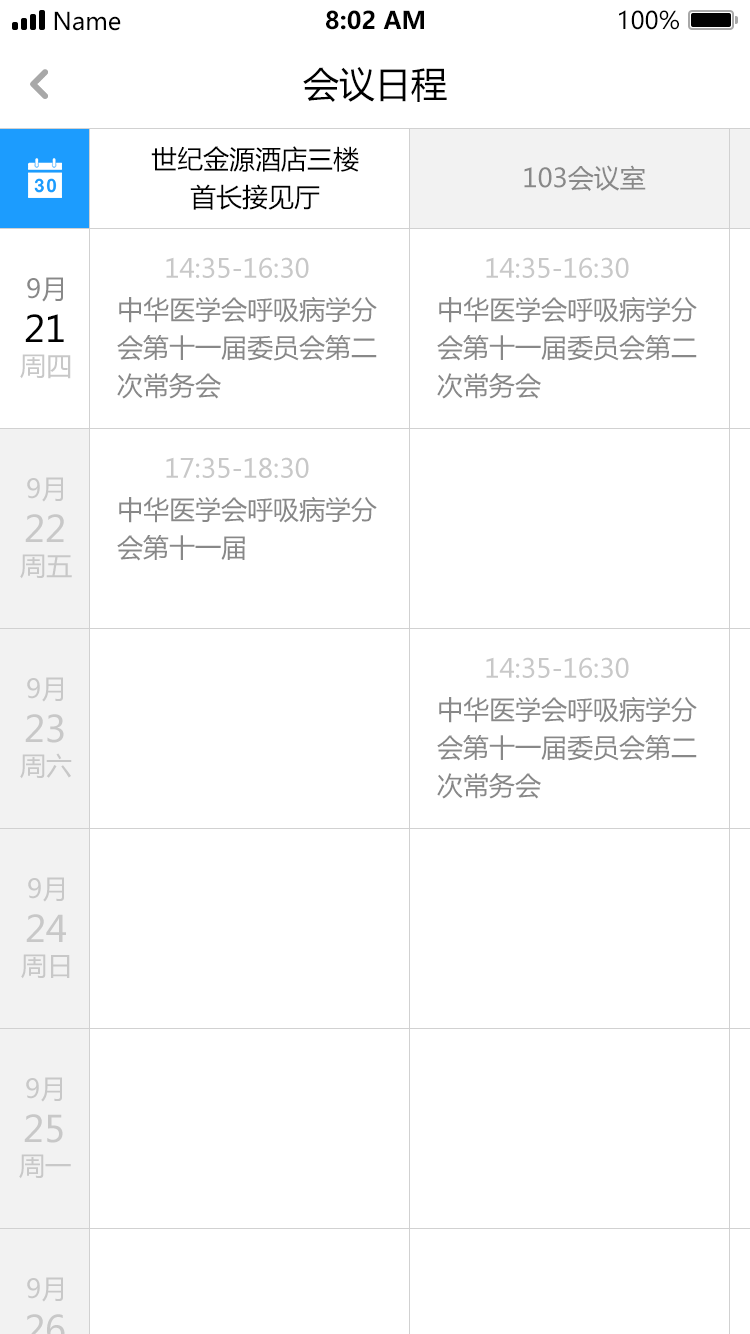 Name
8:02 AM
100%
会议日程
30
世纪金源酒店三楼
首长接见厅
103会议室
9月
21
周四
14:35-16:30
中华医学会呼吸病学分
会第十一届委员会第二
次常务会
14:35-16:30
中华医学会呼吸病学分
会第十一届委员会第二
次常务会
9月
22
周五
17:35-18:30
中华医学会呼吸病学分
会第十一届
9月
23
周六
14:35-16:30
中华医学会呼吸病学分
会第十一届委员会第二
次常务会
9月
24
周日
9月
25
周一
9月
26